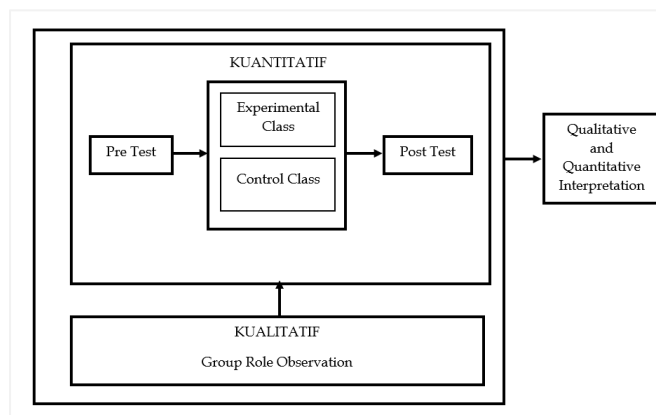 KUANTITATIF
Experimental
Class
Pre Test
Control Class
Post Test
Qualitative
and
Quantitative
Interpretation
KUALITATIF
Group Role Observation